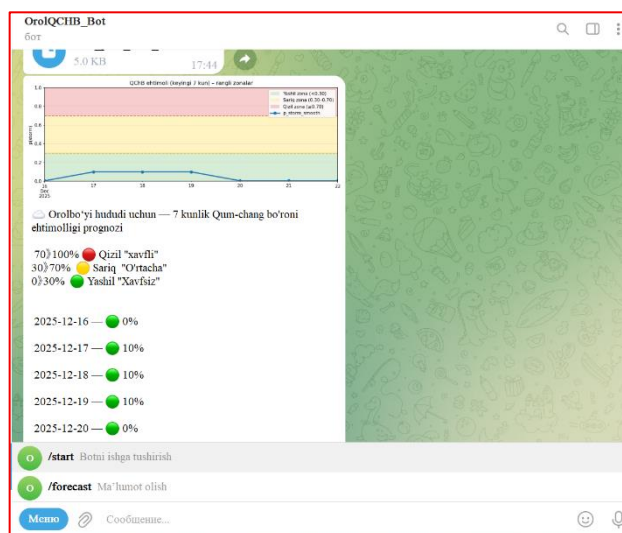 OrolQCHB_Bot
бот
5.0 KB
17:44
QCHB ehtimoli (keyingi 7 kun) – rangli zonalar
1.0
0.8
0.6
0.4
0.2
0.0
Yashil zona (<0.30)
Sariq zona (0.30–0.70)
Qizil zona (≥0.70)
p_storm_smooth
16
Dec
2025
17
18
19
20
21
22
Orolbo'yi hududi uchun — 7 kunlik Qum-chang bo'roni
ehtimolligi prognozi
70》100% Qizil "xavfli"
30》70% Sariq "O'rtacha"
0》30% Yashil "Xavfsiz"
2025-12-16 — 0%
2025-12-17 — 10%
2025-12-18 — 10%
2025-12-19 — 10%
2025-12-20 — 0%
O /start Botni ishga tushirish
O /forecast Ma'lumot olish
Меню Сообщение...